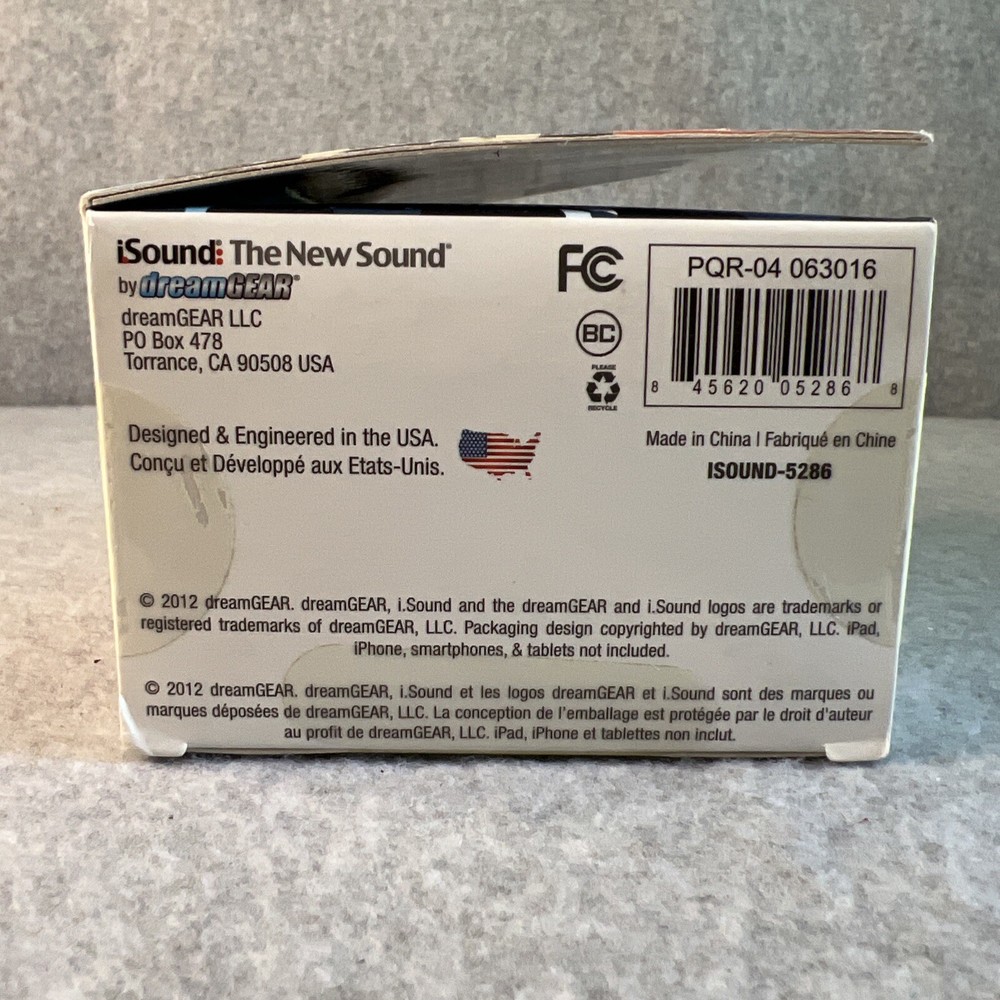 iSound: The New Sound®
by dreamGEAR®
dreamGEAR LLC
PO Box 478
Torrance, CA 90508 USA
FC
BC
PLEASE
RECYCLE
PQR-04 063016
8 45620 05286 8
Designed & Engineered in the USA.
Conçu et Développé aux Etats-Unis.
Made in China | Fabriqué en Chine
ISOUND-5286
© 2012 dreamGEAR. dreamGEAR, i.Sound and the dreamGEAR and i.Sound logos are trademarks or
registered trademarks of dreamGEAR, LLC. Packaging design copyrighted by dreamGEAR, LLC. iPad,
iPhone, smartphones, & tablets not included.
© 2012 dreamGEAR. dreamGEAR, i.Sound et les logos dreamGEAR et i.Sound sont des marques ou
marques déposées de dreamGEAR, LLC. La conception de l'emballage est protégée par le droit d'auteur
au profit de dreamGEAR, LLC. iPad, iPhone et tablettes non inclut.